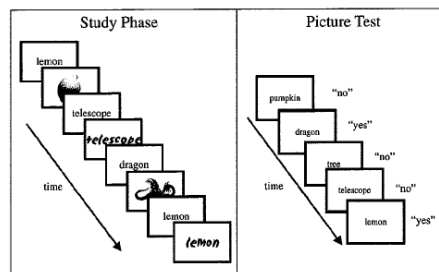 Study Phase
lemon
telescope
telescope
dragon
lemon
lemon
time
Picture Test
pumpkin
"no"
dragon
"yes"
tree
"no"
telescope
"no"
lemon
"yes"
time